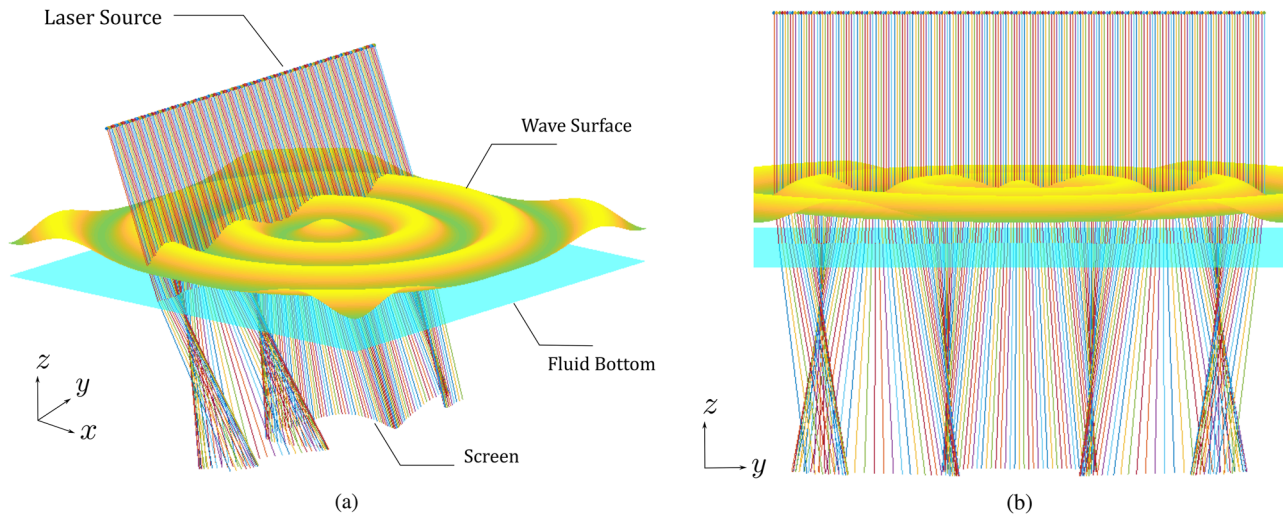 Laser Source
Wave Surface
Fluid Bottom
Screen
z
y
x
(a)
z
y
(b)